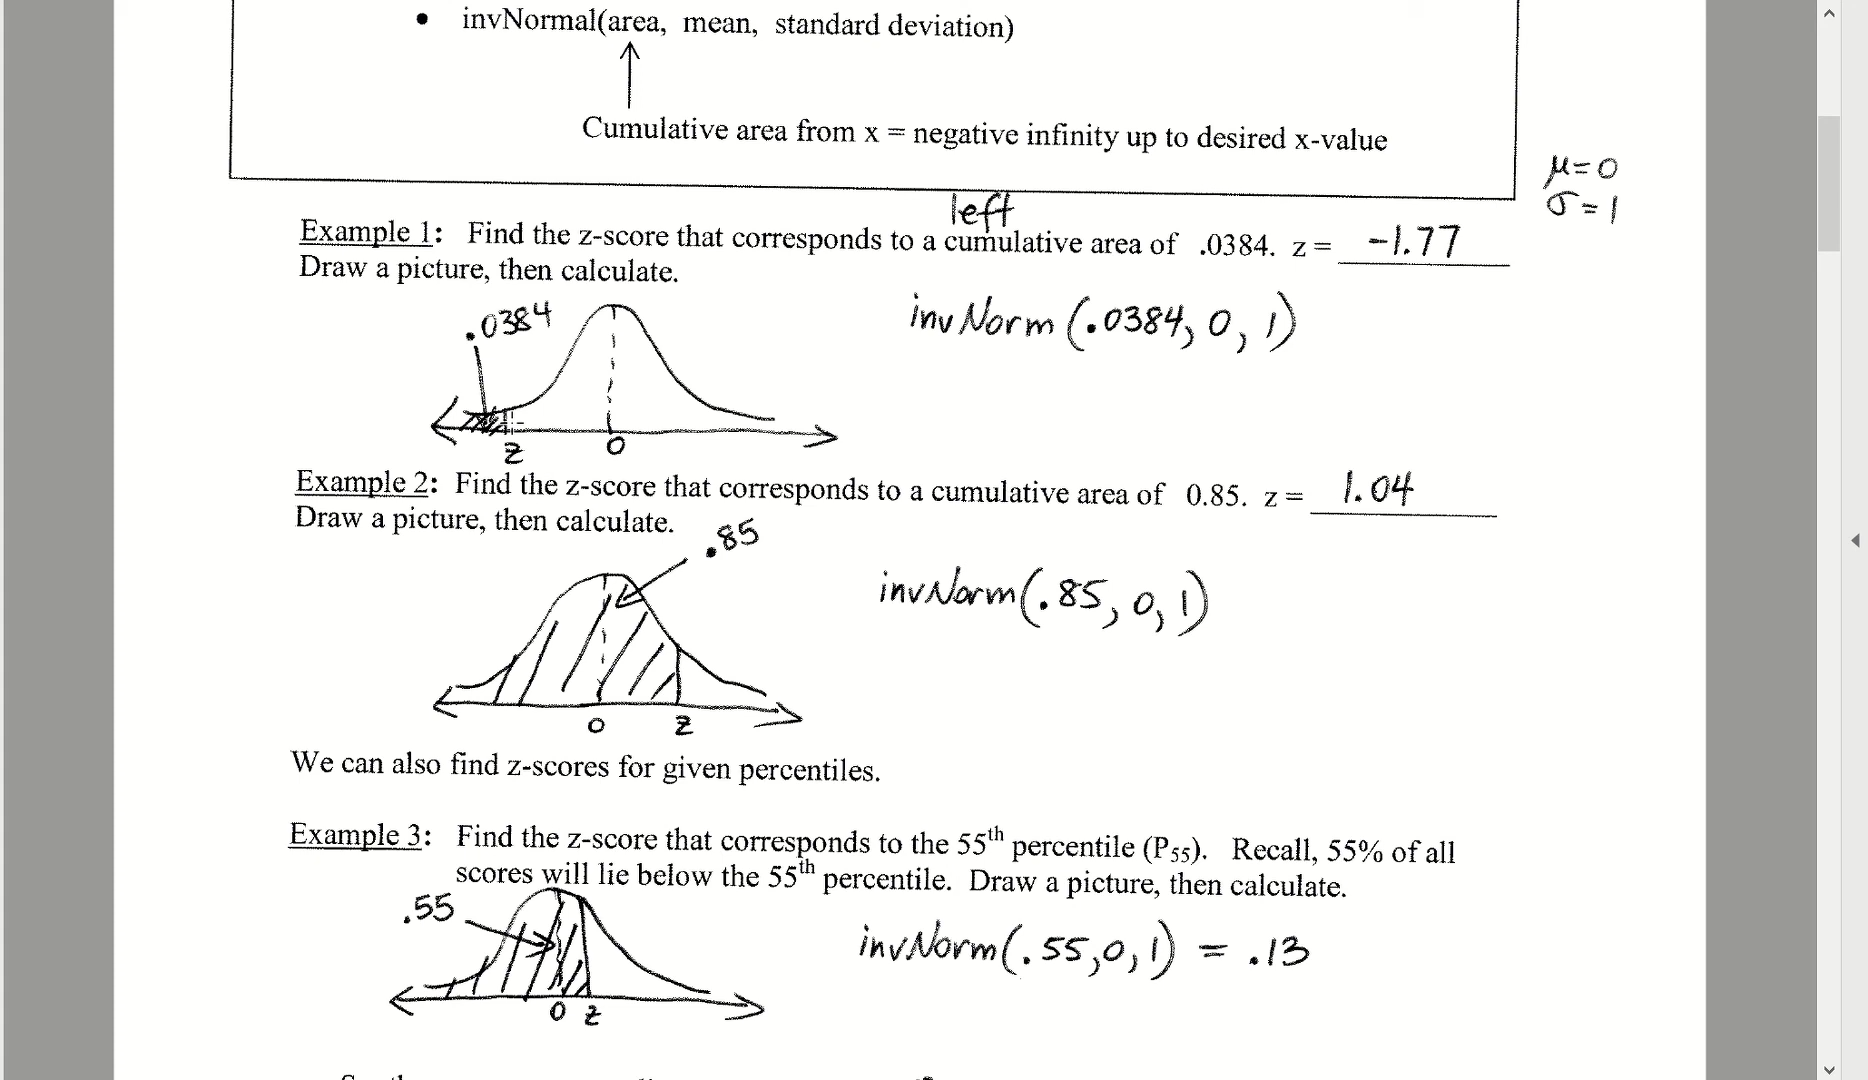 • invNormal(area, mean, standard deviation)
Cumulative area from x = negative infinity up to desired x-value
μ=0
σ=1
left
Example 1: Find the z-score that corresponds to a cumulative area of .0384. z = -1.77
Draw a picture, then calculate.
.0384
invNorm(.0384, 0, 1)
z 0
Example 2: Find the z-score that corresponds to a cumulative area of 0.85. z = 1.04
Draw a picture, then calculate.
.85
invNorm(.85, 0, 1)
0 z
We can also find z-scores for given percentiles.
Example 3: Find the z-score that corresponds to the 55th percentile (P55). Recall, 55% of all
scores will lie below the 55th percentile. Draw a picture, then calculate.
.55
invNorm(.55,0,1) = .13
0 z